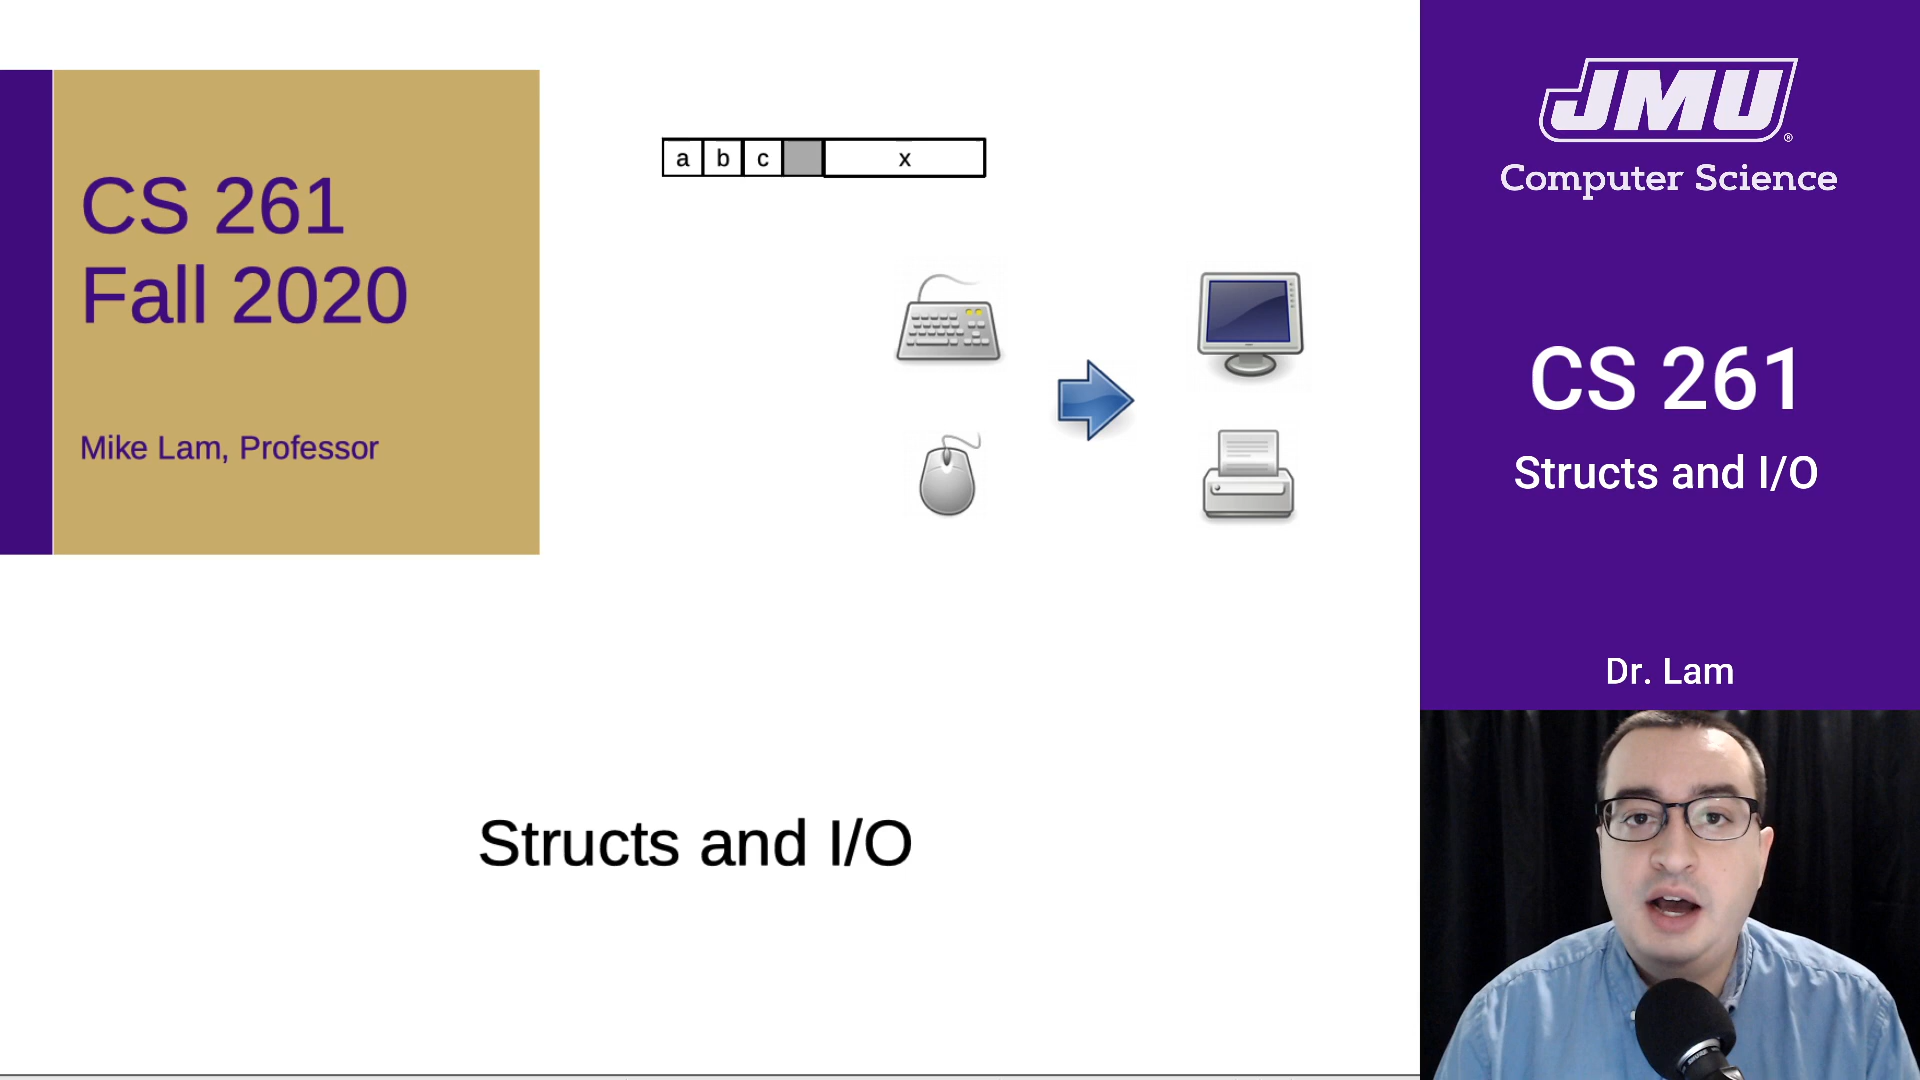 CS 261
Fall 2020
Mike Lam, Professor
a b c x
Structs and I/O
JMU®
Computer Science
CS 261
Structs and I/O
Dr. Lam